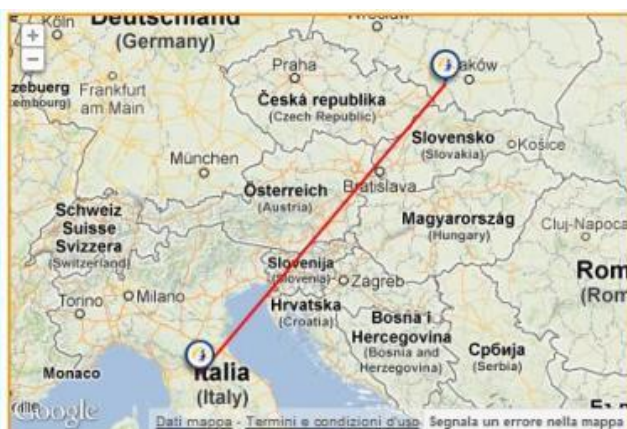 Deutschland
(Germany)
Köln
+
−
Praha
aków
Frankfurt
am Main
Česká republika
(Czech Republic)
Slovensko
(Slovakia)
Košice
München
Bratislava
Österreich
(Austria)
Schweiz
Suisse
Svizzera
(Switzerland)
Magyarország
(Hungary)
Cluj-Napoca
Slovenija
(Slovenia)
Zagreb
Rom
(Rom
Torino
Milano
Hrvatska
(Croatia)
Bosna i
Hercegovina
(Bosnia and
Herzegovina)
Србија
(Serbia)
Monaco
Italia
(Italy)
Google
Dati mappa - Termini e condizioni d'uso
Segnala un errore nella mappa